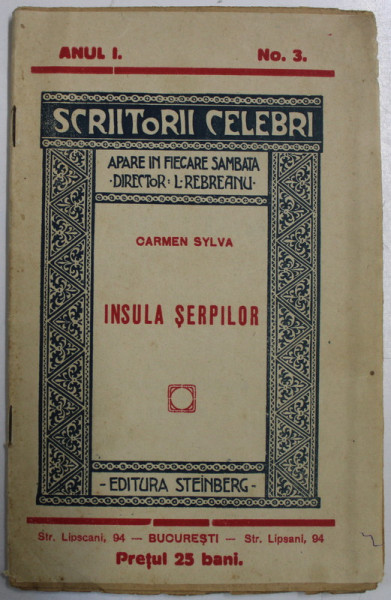 ANUL I. No. 3.
SCRIITORII CELEBRI
APARE IN FIECARE SAMBATA
·DIRECTOR: L·REBREANU·
CARMEN SYLVA
INSULA ŞERPILOR
-EDITURA STEINBERG-
Str. Lipscani, 94 — BUCUREŞTI — Str. Lipsani, 94
Preţul 25 bani.